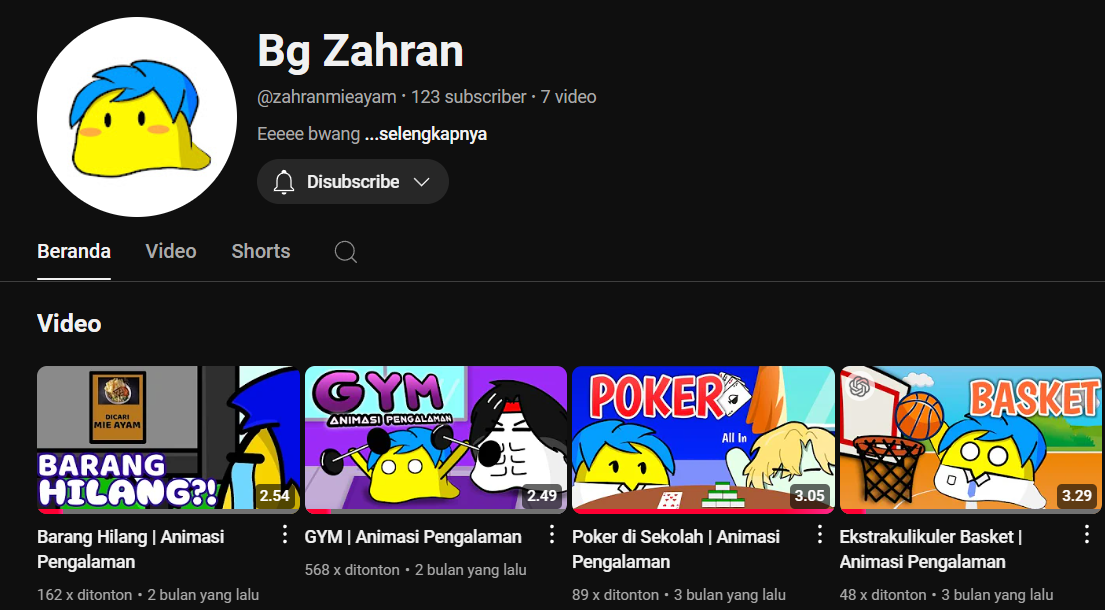 Bg Zahran
@zahranmieayam · 123 subscriber · 7 video
Eeeee bwang ...selengkapnya
Disubscribe
Beranda Video Shorts
Video
DICARI
MIE AYAM
BARANG
HILANG?!
2.54
GYM
ANIMASI PENGALAMAN
2.49
POKER
All In
3.05
BASKET
3.29
Barang Hilang | Animasi
Pengalaman
162 x ditonton · 2 bulan yang lalu
GYM | Animasi Pengalaman
568 x ditonton · 2 bulan yang lalu
Poker di Sekolah | Animasi
Pengalaman
89 x ditonton · 3 bulan yang lalu
Ekstrakulikuler Basket |
Animasi Pengalaman
48 x ditonton · 3 bulan yang lalu